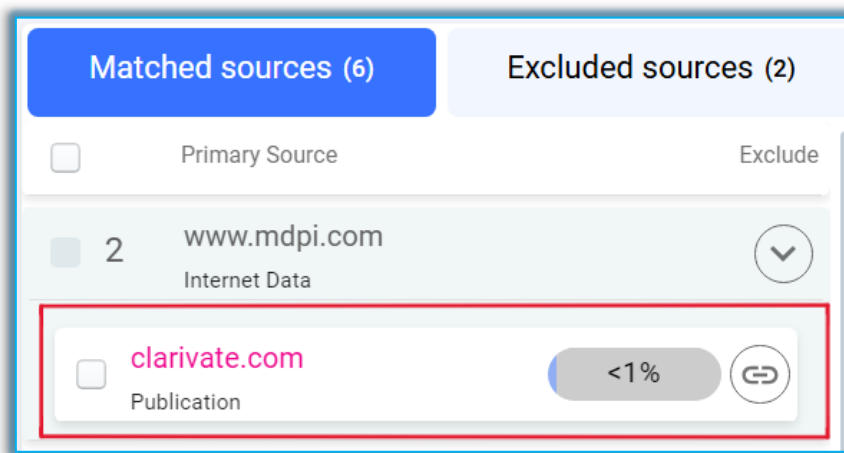 Matched sources (6) Excluded sources (2)
Primary Source Exclude
2 www.mdpi.com
Internet Data
clarivate.com <1%
Publication